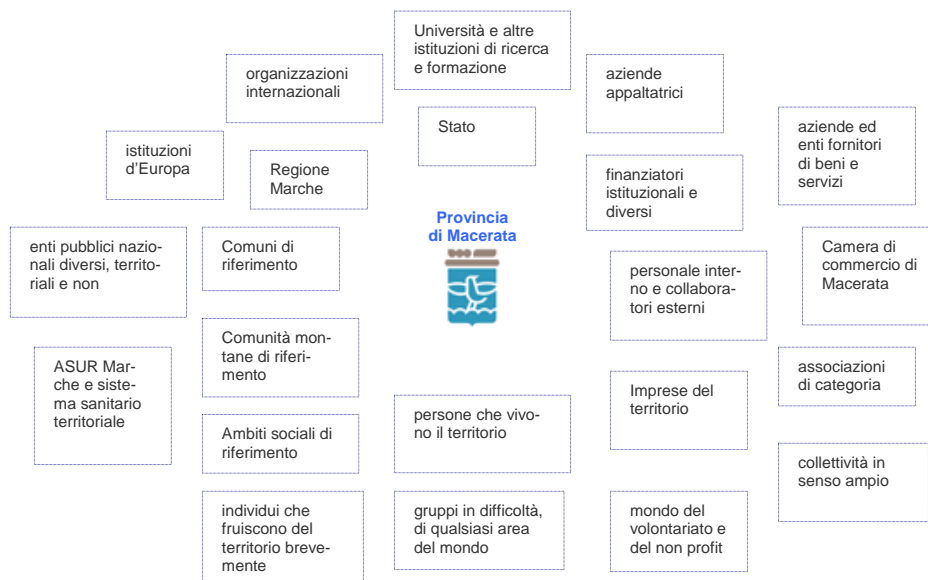 Università e altre
istituzioni di ricerca
e formazione
organizzazioni
internazionali
aziende
appaltatrici
Stato
aziende ed
enti fornitori
di beni e
servizi
istituzioni
d'Europa
Regione
Marche
finanziatori
istituzionali e
diversi
Provincia
di Macerata
enti pubblici nazio-
nali diversi, territo-
riali e non
Comuni di
riferimento
personale inter-
no e collabora-
tori esterni
Camera di
commercio di
Macerata
Comunità mon-
tane di riferi-
mento
ASUR Mar-
che e siste-
ma sanitario
territoriale
associazioni
di categoria
Imprese del
territorio
persone che vivo-
no il territorio
Ambiti sociali di
riferimento
collettività in
senso ampio
individui che
fruiscono del
territorio breve-
mente
gruppi in difficoltà,
di qualsiasi area
del mondo
mondo del
volontariato e
del non profit